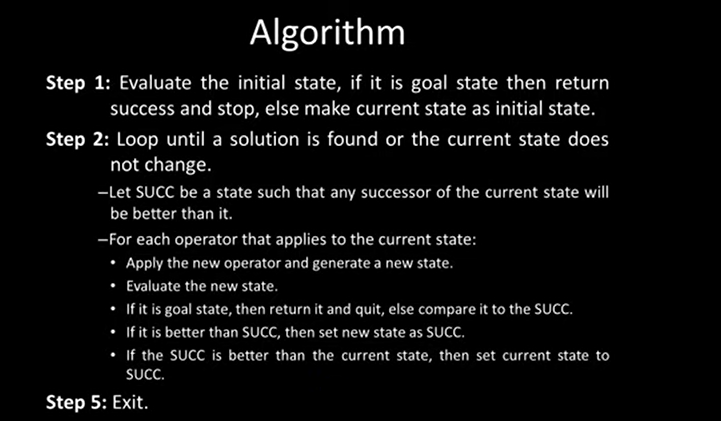 Algorithm
Step 1: Evaluate the initial state, if it is goal state then return
success and stop, else make current state as initial state.
Step 2: Loop until a solution is found or the current state does
not change.
–Let SUCC be a state such that any successor of the current state will
be better than it.
–For each operator that applies to the current state:
• Apply the new operator and generate a new state.
• Evaluate the new state.
• If it is goal state, then return it and quit, else compare it to the SUCC.
• If it is better than SUCC, then set new state as SUCC.
• If the SUCC is better than the current state, then set current state to
SUCC.
Step 5: Exit.